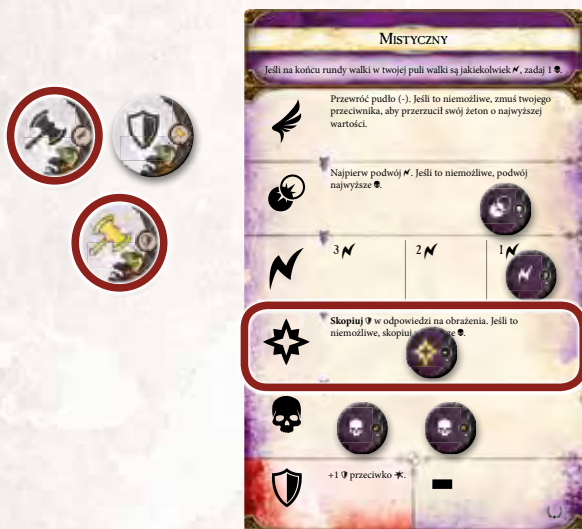 MISTYCZNY
Jeśli na końcu rundy walki w twojej puli walki są jakiekolwiek , zadaj 1 .
Przewróć pudło (-). Jeśli to niemożliwe, zmuś twojego
przeciwnika, aby przerzucił swój żeton o najwyższej
wartości.
Najpierw podwój . Jeśli to niemożliwe, podwój
najwyższe .
3
2
1
Skopiuj w odpowiedzi na obrażenia. Jeśli to
niemożliwe, skopiuj
+1 przeciwko .